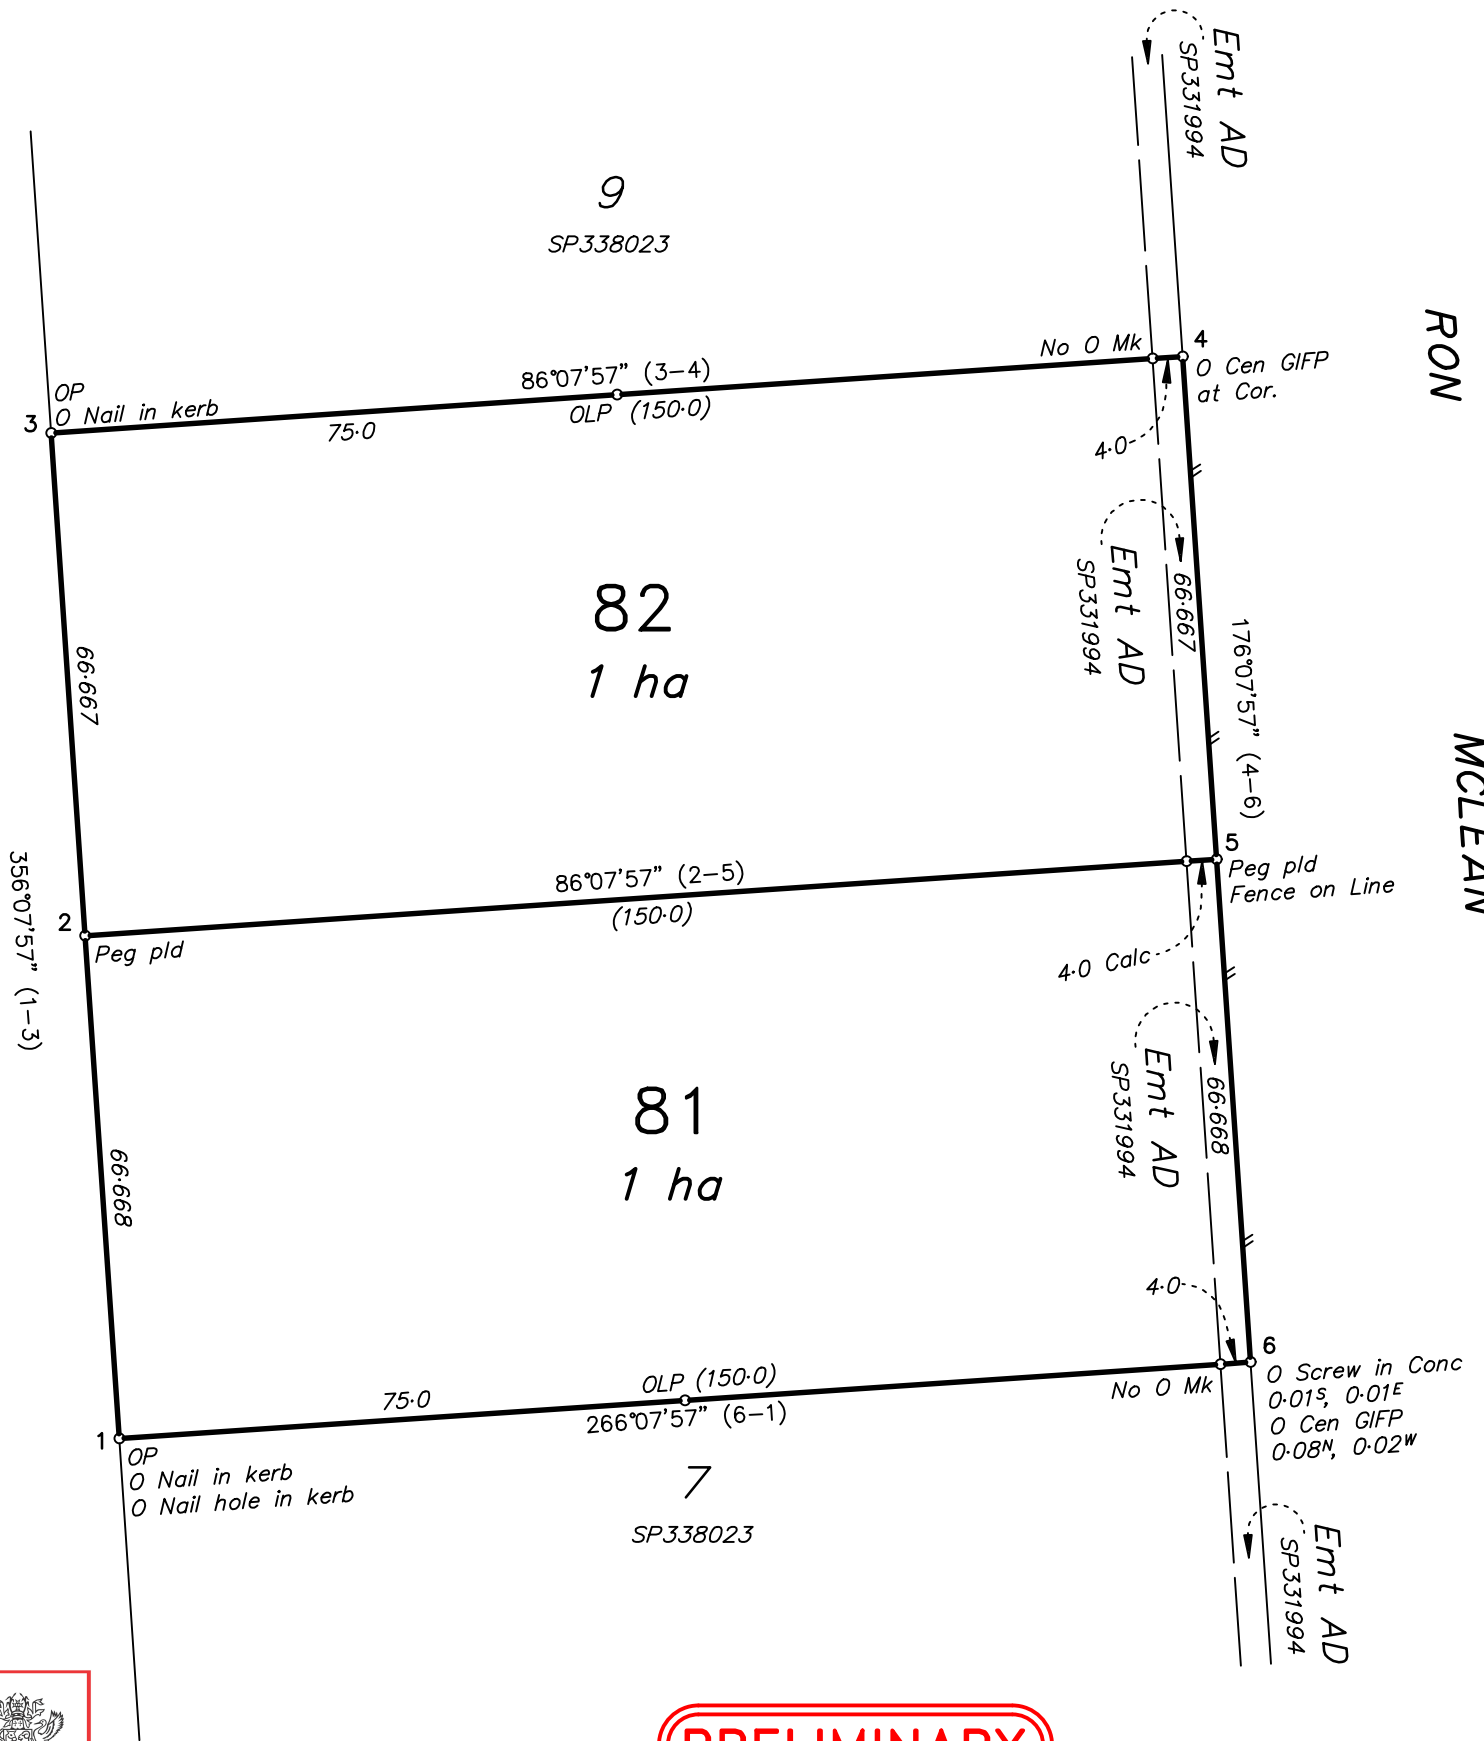 Emt AD
SP331994
9
SP338023
RON
MCLEAN
No O Mk
4
O Cen GIFP
at Cor.
86°07'57" (3-4)
OLP (150·0)
OP
O Nail in kerb
3
75·0
4·0
Emt AD
SP331994
66·667
176°07'57" (4-6)
82
1 ha
66·667
356°07'57" (1-3)
86°07'57" (2-5)
(150·0)
5
Peg pld
Fence on Line
2
Peg pld
4·0 Calc
Emt AD
SP331994
66·668
81
1 ha
66·668
4·0
OLP (150·0)
75·0
266°07'57" (6-1)
No O Mk
6
O Screw in Conc
0·01S, 0·01E
O Cen GIFP
0·08N, 0·02W
1
OP
O Nail in kerb
O Nail hole in kerb
7
SP338023
Emt AD
SP331994
PRELIMINARY